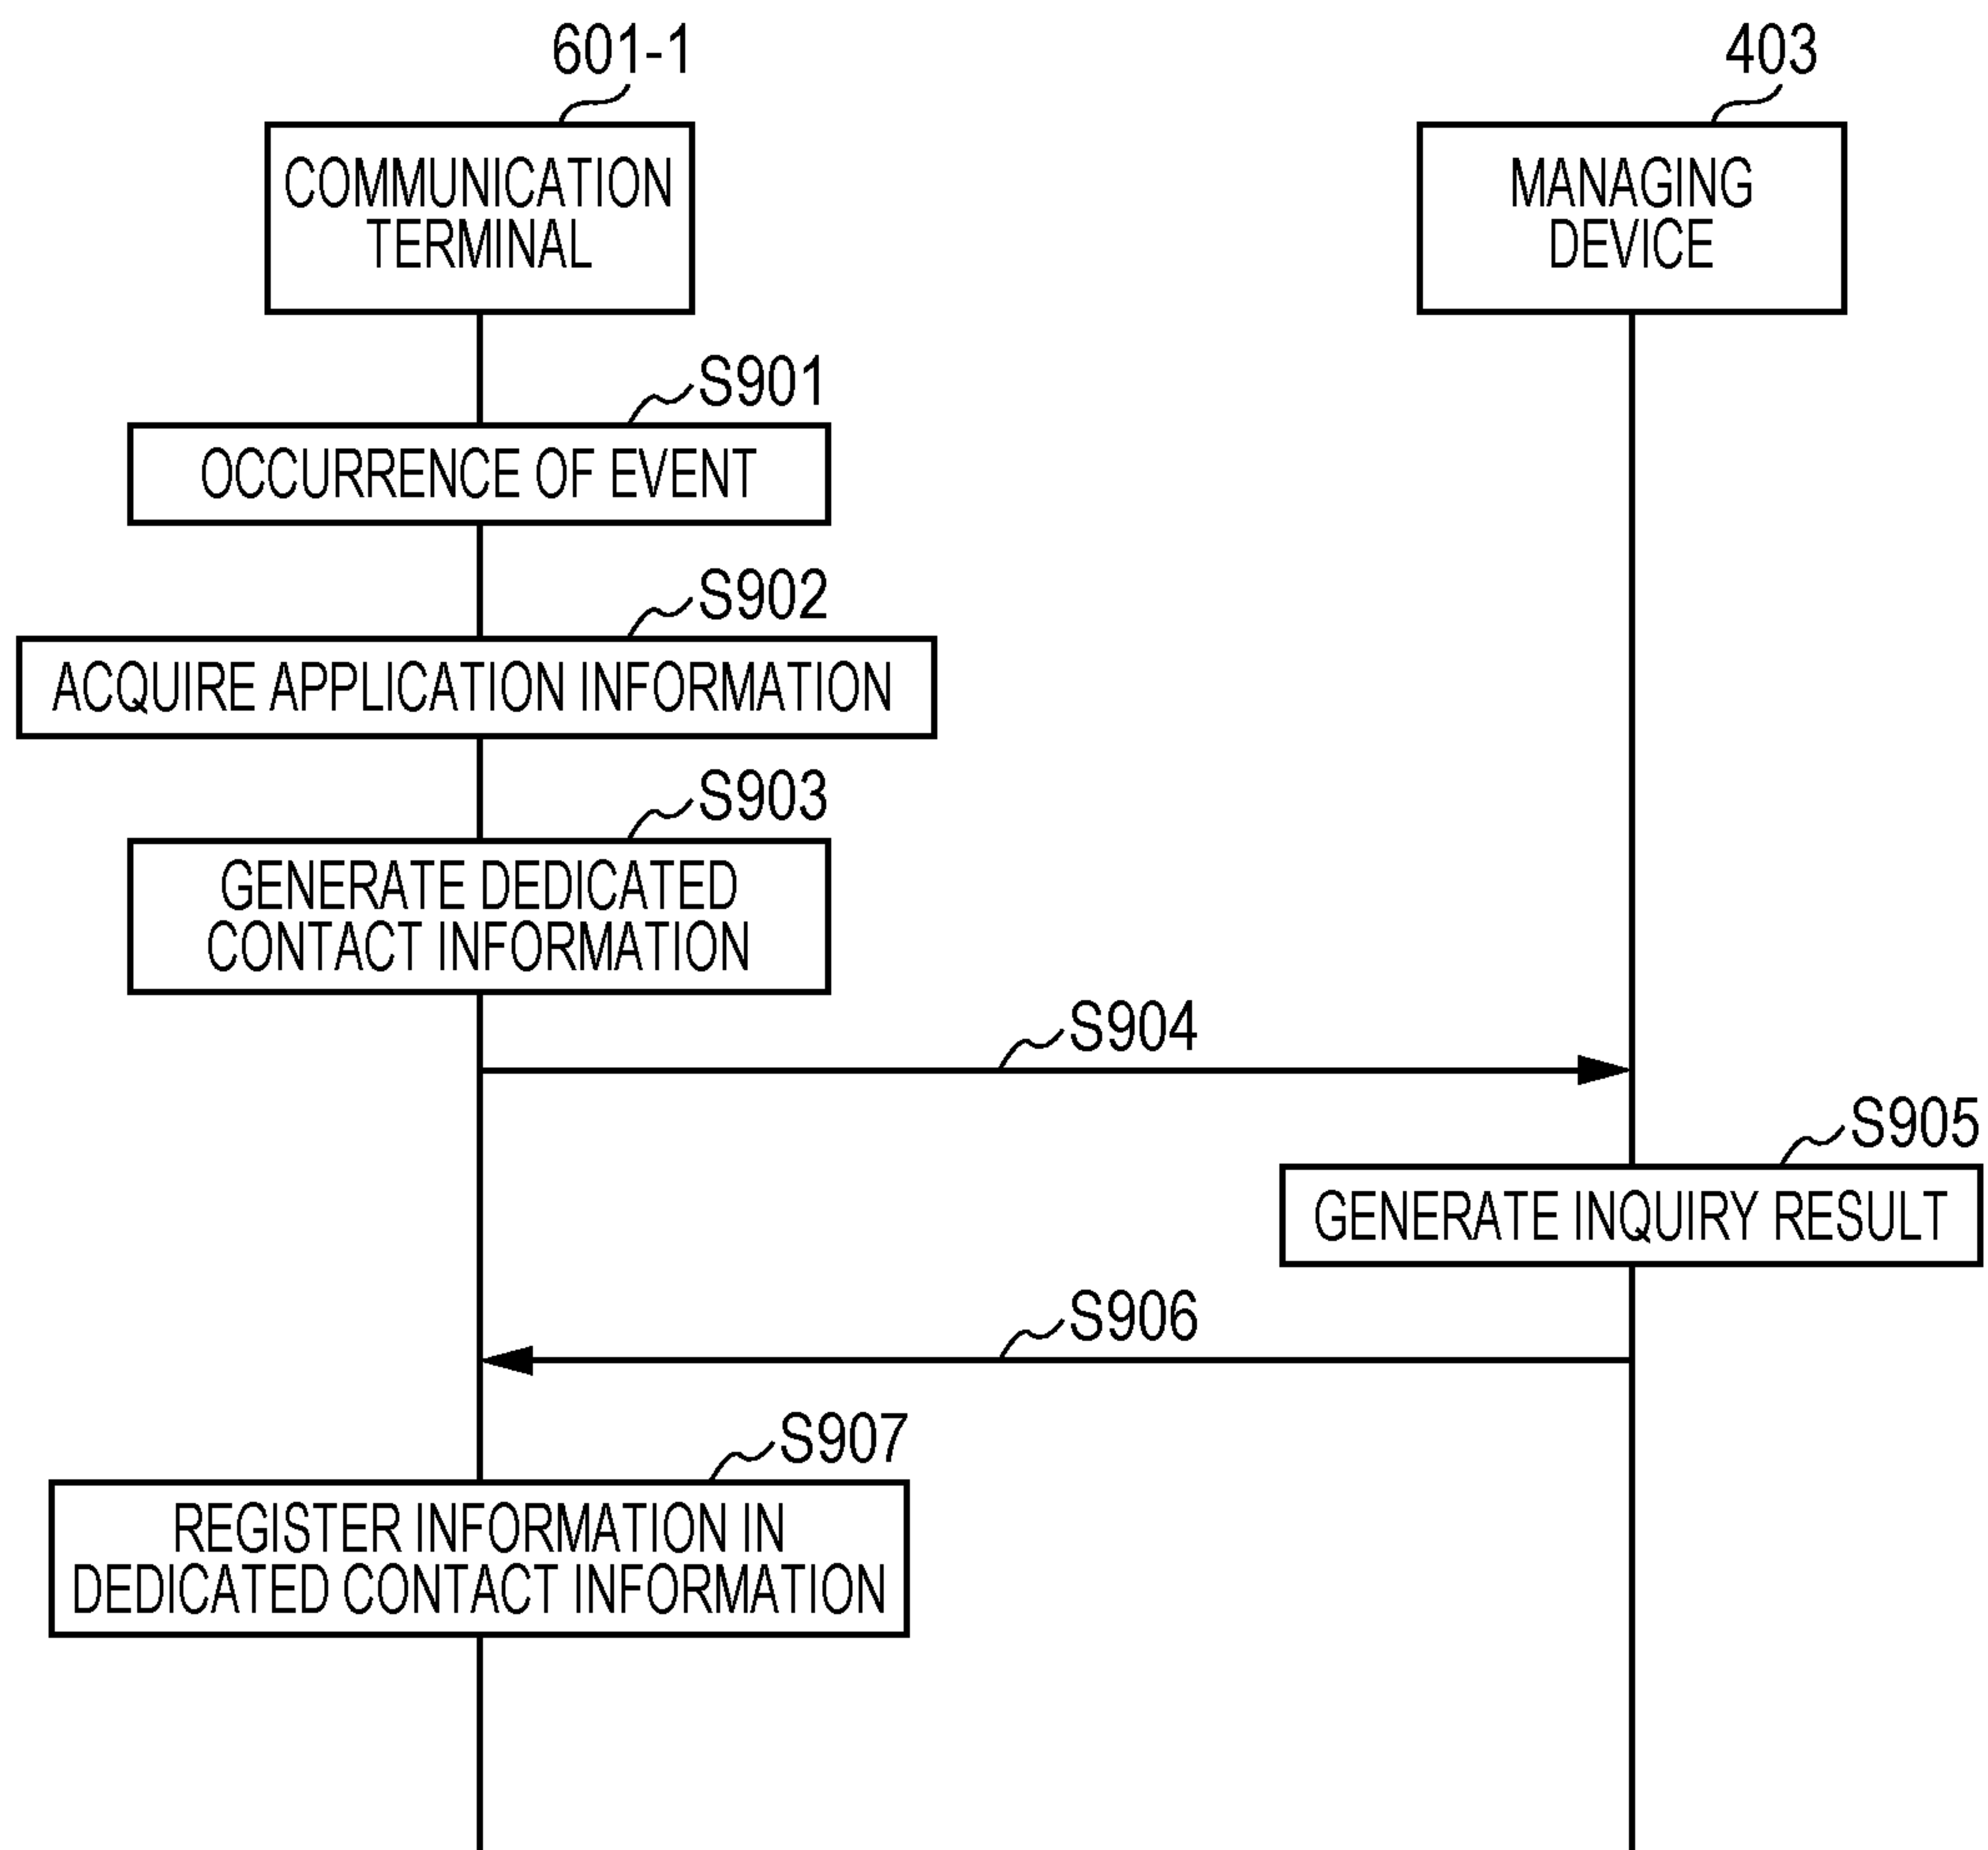 601-1
403
COMMUNICATION
TERMINAL
MANAGING
DEVICE
S901
OCCURRENCE OF EVENT
S902
ACQUIRE APPLICATION INFORMATION
S903
GENERATE DEDICATED
CONTACT INFORMATION
S904
S905
GENERATE INQUIRY RESULT
S906
S907
REGISTER INFORMATION IN
DEDICATED CONTACT INFORMATION